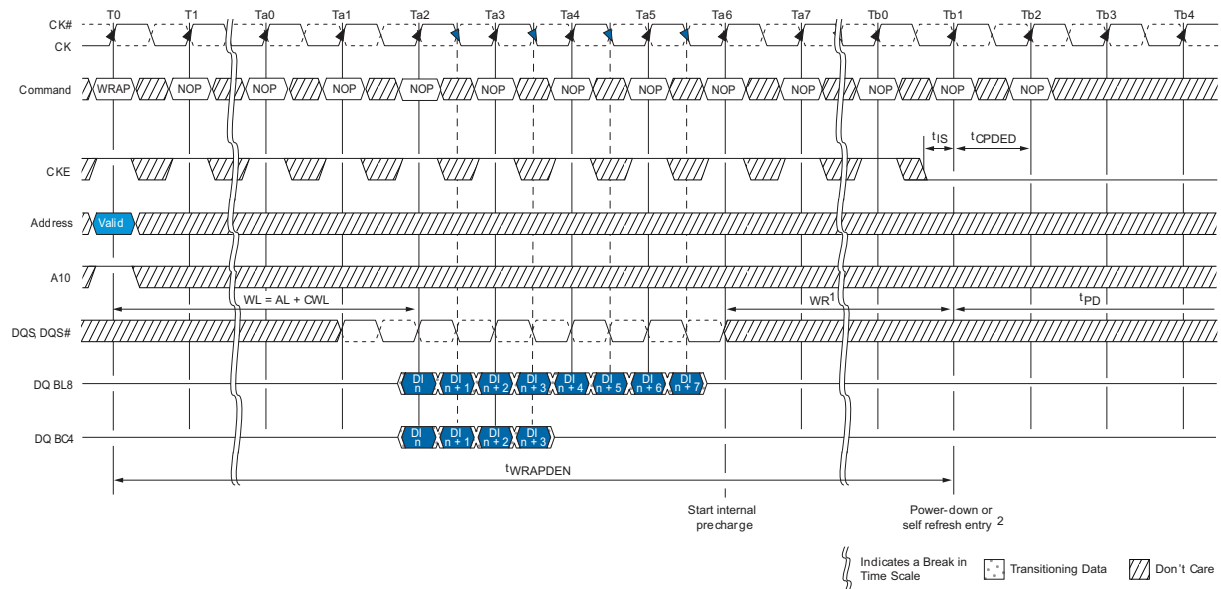 T0 T1 Ta0 Ta1 Ta2 Ta3 Ta4 Ta5 Ta6 Ta7 Tb0 Tb1 Tb2 Tb3 Tb4
CK#
CK
Command WRAP NOP NOP NOP NOP NOP NOP NOP NOP NOP NOP NOP NOP
tIS tCPDED
CKE
Address Valid
A10
WL = AL + CWL WR1 tPD
DQS, DQS#
DQ BL8 DI n DI n + 1 DI n + 2 DI n + 3 DI n + 4 DI n + 5 DI n + 6 DI n + 7
DQ BC4 DI n DI n + 1 DI n + 2 DI n + 3
tWRAPDEN
Start internal
precharge
Power-down or
self refresh entry 2
Indicates a Break in
Time Scale
Transitioning Data
Don't Care